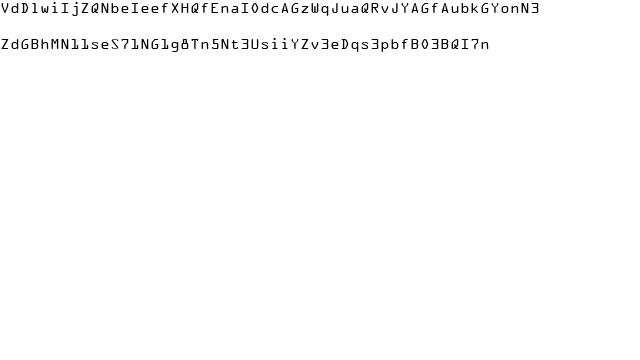 VdDlwiIjZQNbeIeefXHQfEnaI0dcAGzWqJuaQRvJYAGfAubkGYonN3
ZdGBhMN11seS71NG1g8Tn5Nt3UsiiYZv3eDqs3pbfB03BQI7n